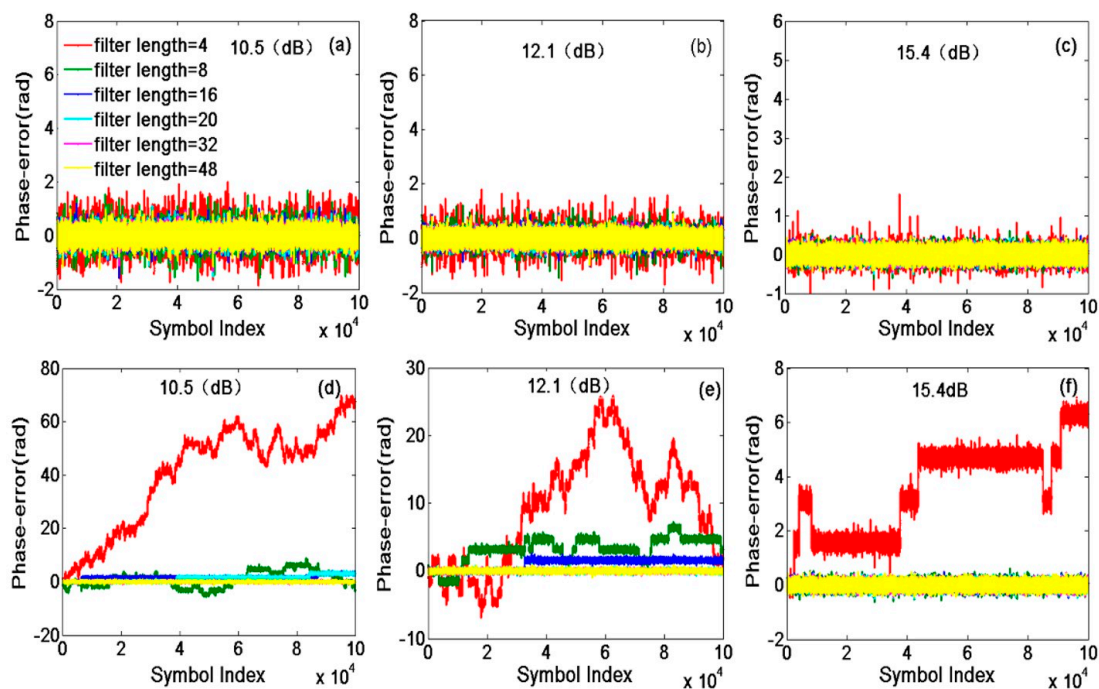 8
6
4
2
0
-2
Phase-error(rad)
10.5（dB）
(a)
filter length=4
filter length=8
filter length=16
filter length=20
filter length=32
filter length=48
0 2 4 6 8 10
Symbol Index
x 10^4
8
6
4
2
0
-2
Phase-error(rad)
12.1（dB）
(b)
0 2 4 6 8 10
Symbol Index
x 10^4
6
5
4
3
2
1
0
-1
Phase-error(rad)
15.4（dB）
(c)
0 2 4 6 8 10
Symbol Index
x 10^4
80
60
40
20
0
-20
Phase-error(rad)
10.5（dB）
(d)
0 2 4 6 8 10
Symbol Index
x 10^4
30
20
10
0
-10
Phase-error(rad)
12.1（dB）
(e)
0 2 4 6 8 10
Symbol Index
x 10^4
8
6
4
2
0
-2
Phase-error(rad)
15.4dB
(f)
0 2 4 6 8 10
Symbol Index
x 10^4